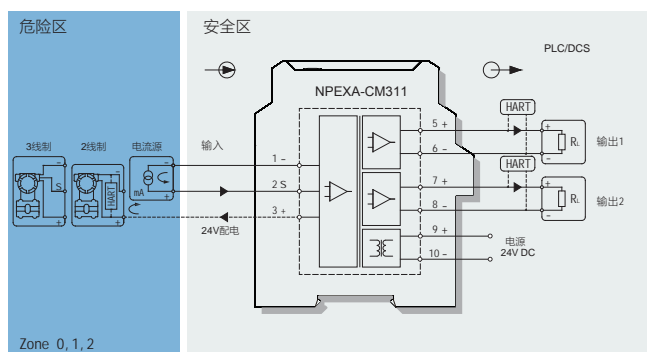 危险区
安全区
PLC/DCS
NPEXA-CM311
HART
3线制
2线制
电流源
输入
S
HART
mA
1 -
2 S
3 +
24V配电
5 +
6 -
7 +
8 -
9 +
10 -
+
-
RL
输出1
HART
+
-
RL
输出2
电源
24V DC
Zone 0,1,2